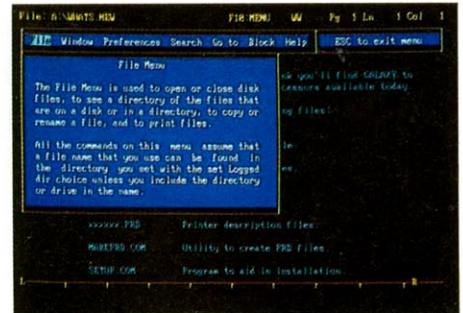 File: A:\WHATS.NEW F10:MENU WW Pg 1 Ln 1 Col 1
File Window Preferences Search Go to Block Help ESC to exit menu
File Menu
The File Menu is used to open or close disk
files, to see a directory of the files that
are on a disk or in a directory, to copy or
rename a file, and to print files.
All the commands on this menu assume that
a file name that you use can be found in
the directory you set with the set Logged
dir choice unless you include the directory
or drive in the name.
you'll find GALAXY to
available today
files:
xxxxxx.PRD Printer description files.
MAKEPRD.COM Utility to create PRD files.
SETUP.COM Program to aid in installation.
L R